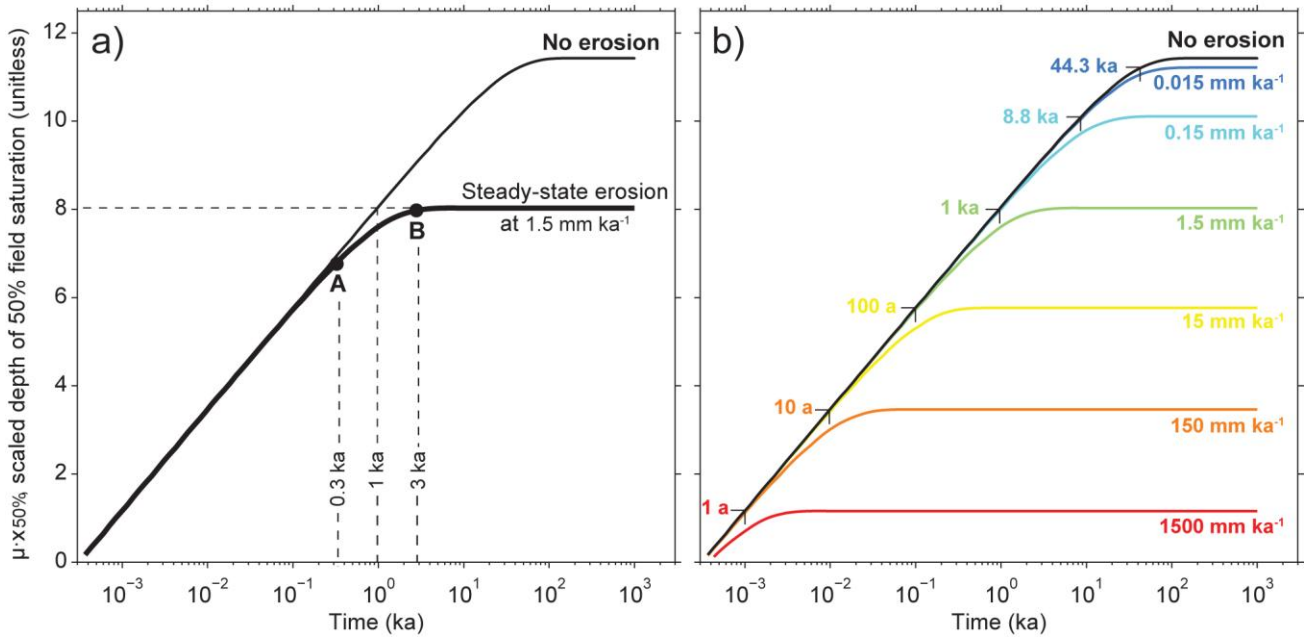 a)
No erosion
Steady-state erosion
at 1.5 mm ka⁻¹
A
B
0.3 ka
1 ka
3 ka
μ·x50% scaled depth of 50% field saturation (unitless)
12
10
8
6
4
2
0
10⁻³ 10⁻² 10⁻¹ 10⁰ 10¹ 10² 10³
Time (ka)
b)
No erosion
44.3 ka
0.015 mm ka⁻¹
8.8 ka
0.15 mm ka⁻¹
1 ka
1.5 mm ka⁻¹
100 a
15 mm ka⁻¹
10 a
150 mm ka⁻¹
1 a
1500 mm ka⁻¹
10⁻³ 10⁻² 10⁻¹ 10⁰ 10¹ 10² 10³
Time (ka)